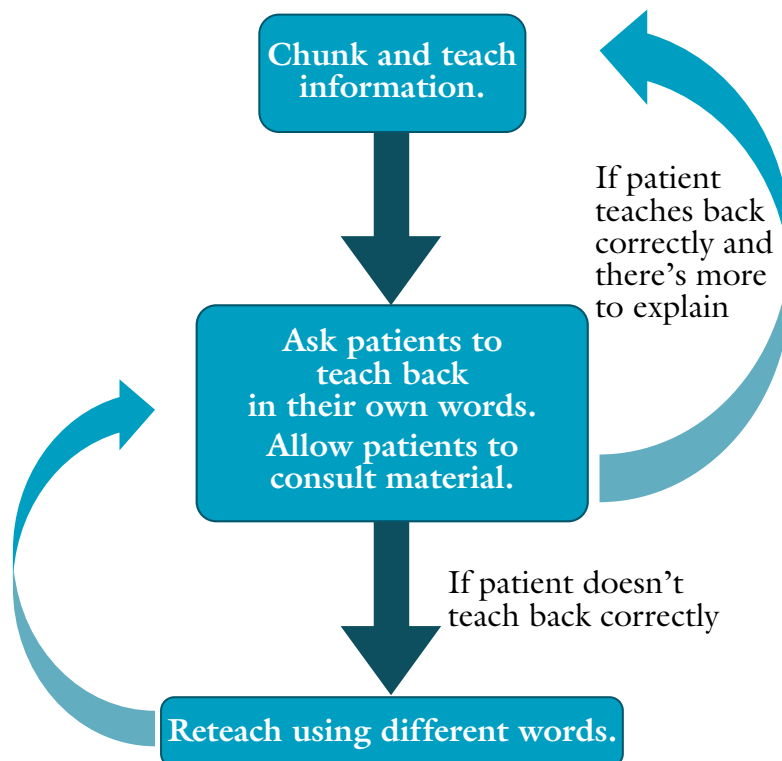 Chunk and teach
information.
If patient
teaches back
correctly and
there’s more
to explain
Ask patients to
teach back
in their own words.
Allow patients to
consult material.
If patient doesn’t
teach back correctly
Reteach using different words.